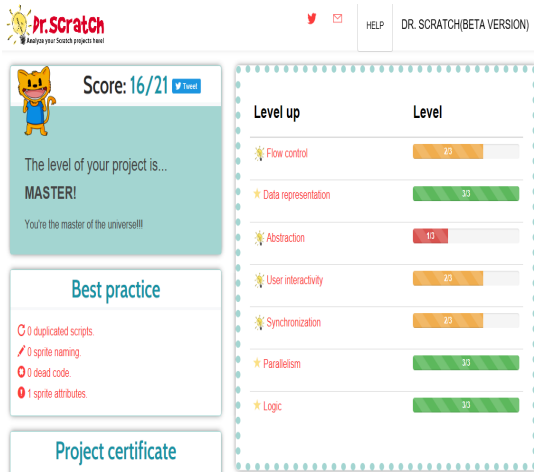 Dr.Scratch
Analyze your Scratch projects here!
HELP
DR. SCRATCH(BETA VERSION)
Score: 16/21 Tweet
The level of your project is...
MASTER!
You're the master of the universe!!!
Best practice
0 duplicated scripts.
0 sprite naming.
0 dead code.
1 sprite attributes.
Project certificate
Level up Level
Flow control 2/3
Data representation 3/3
Abstraction 1/3
User interactivity 2/3
Synchronization 2/3
Parallelism 3/3
Logic 3/3